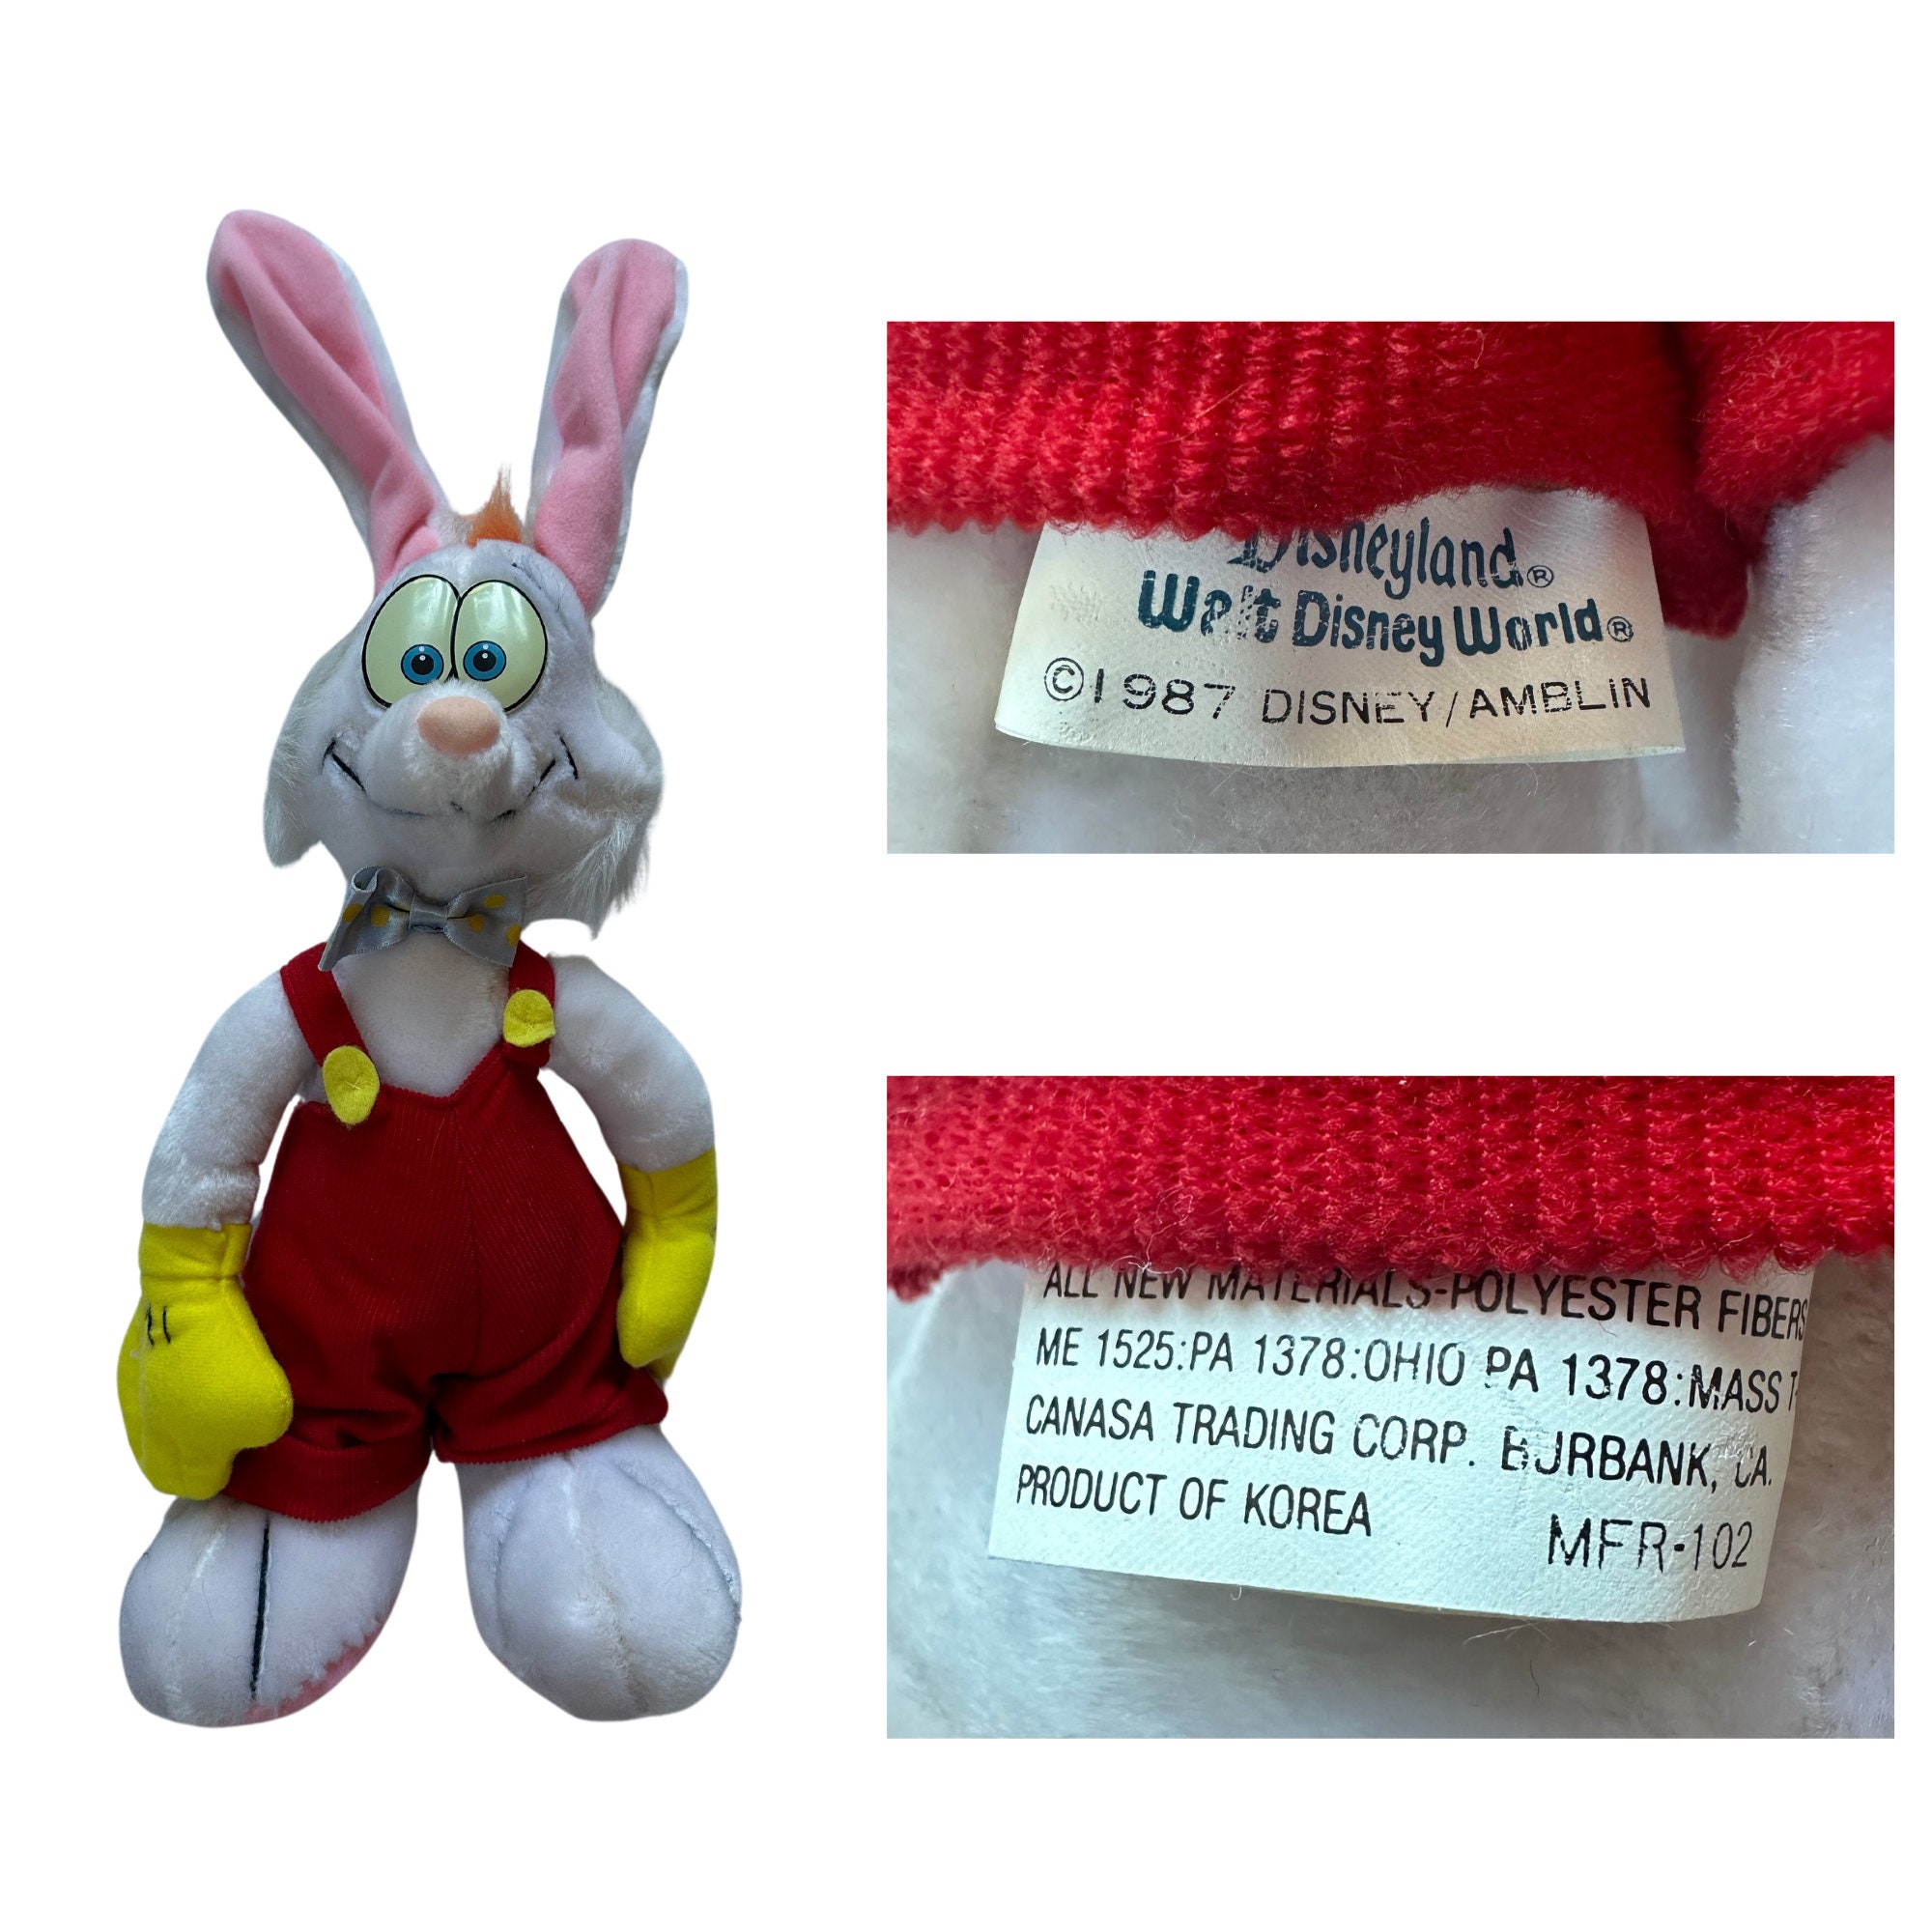 Disneyland®
Walt Disney World®
©1987 DISNEY/AMBLIN
ALL NEW MATERIALS-POLYESTER FIBERS
ME 1525:PA 1378:OHIO PA 1378:MASS T-
CANASA TRADING CORP. BURBANK, CA.
PRODUCT OF KOREA MFR-102